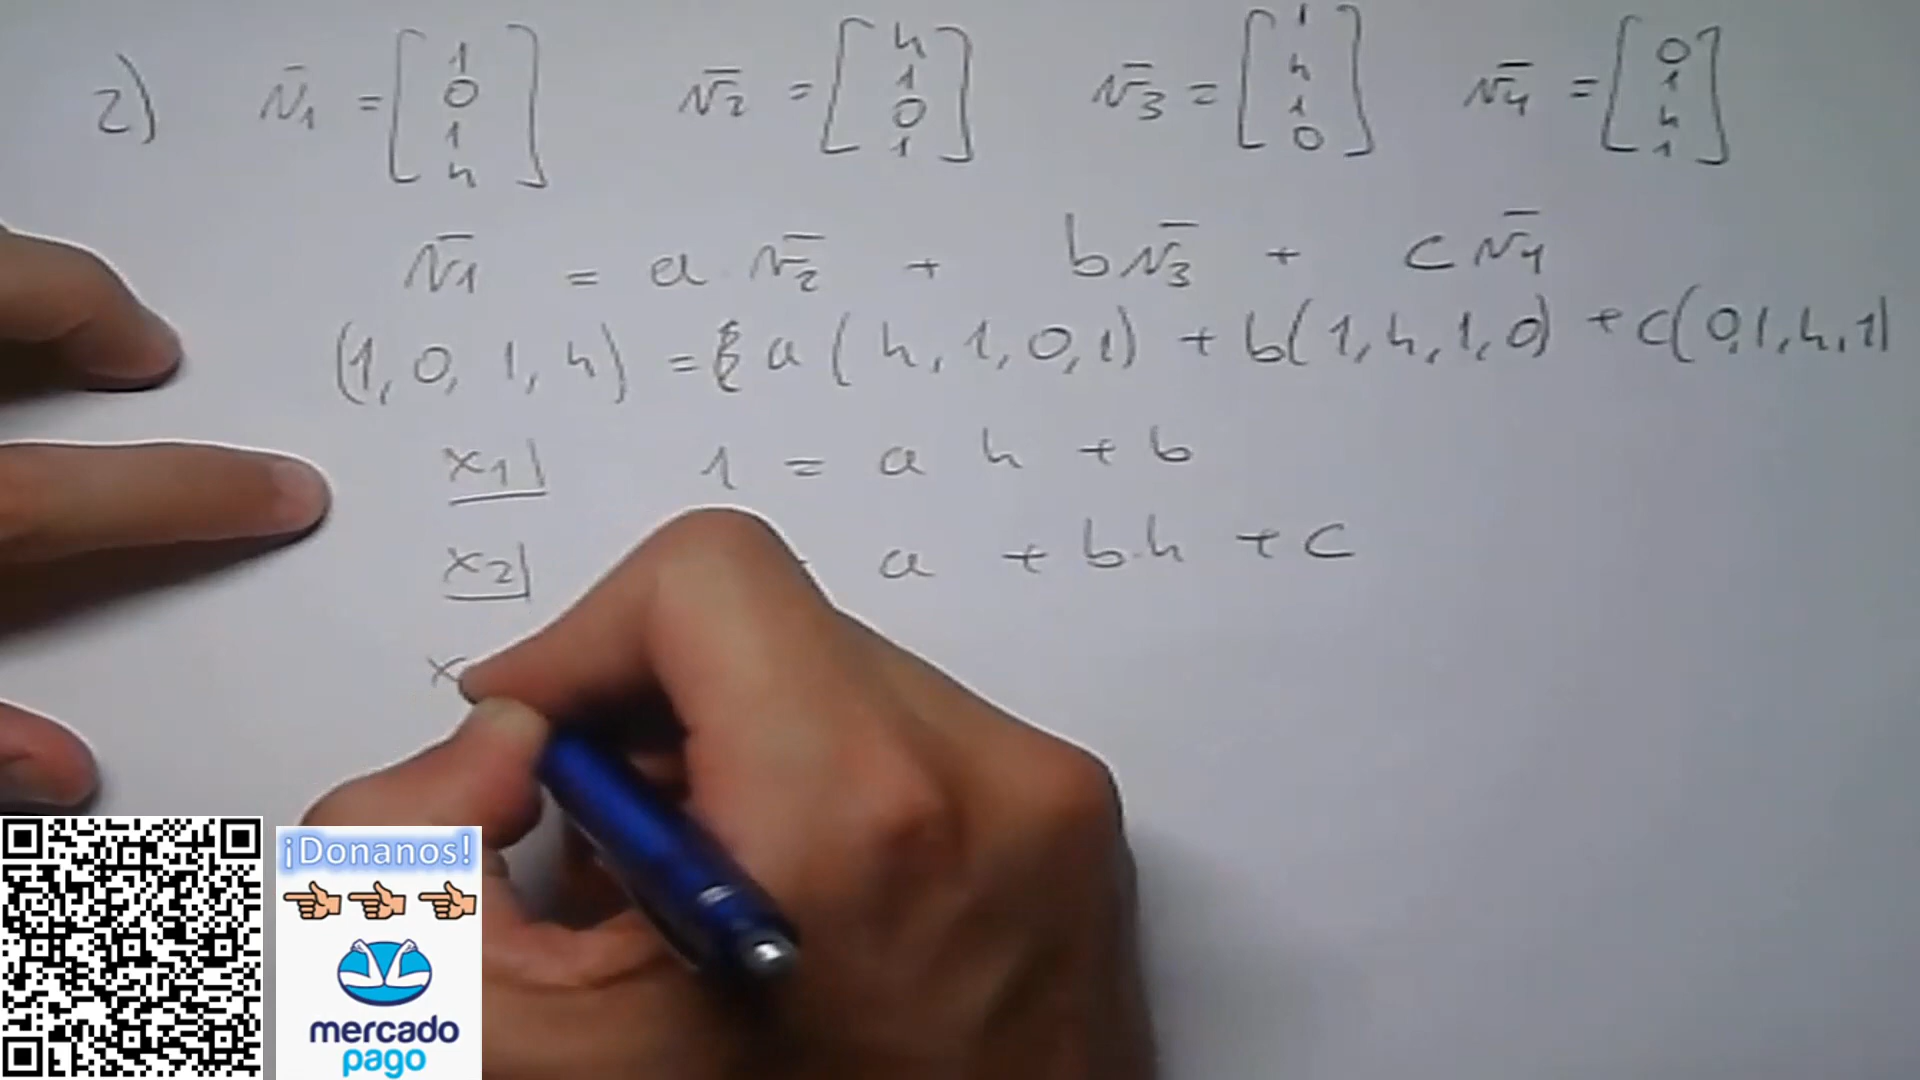 2) v̅1 = [1 0 1 h] v̅2 = [h 1 0 1] v̅3 = [1 h 1 0] v̅4 = [0 1 h 1]
v̅1 = a v̅2 + b v̅3 + c v̅4
(1, 0, 1, h) = a (h, 1, 0, 1) + b(1, h, 1, 0) + c(0,1, h, 1)
x1| 1 = a h + b
x2| a + b.h + c
x
¡Donanos!
mercado
pago